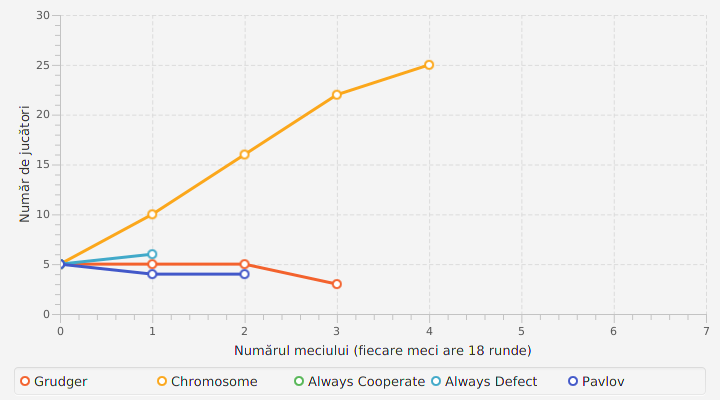 30
25
20
15
10
5
0
Număr de jucători
0 1 2 3 4 5 6 7
Numărul meciului (fiecare meci are 18 runde)
Grudger Chromosome Always Cooperate Always Defect Pavlov